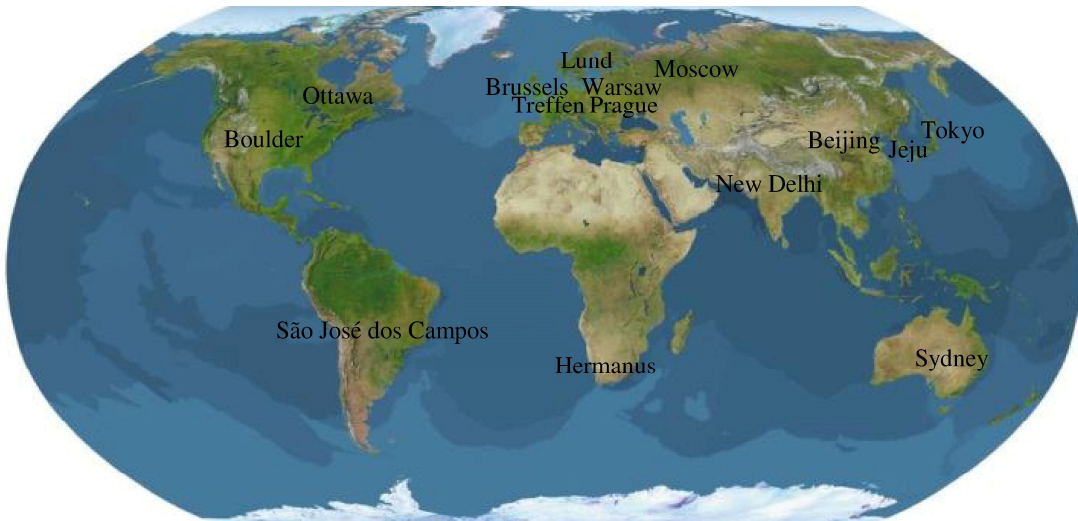 Lund
Moscow
Brussels Warsaw
Ottawa
Treffen Prague
Boulder
Beijing
Tokyo
Jeju
New Delhi
São José dos Campos
Sydney
Hermanus